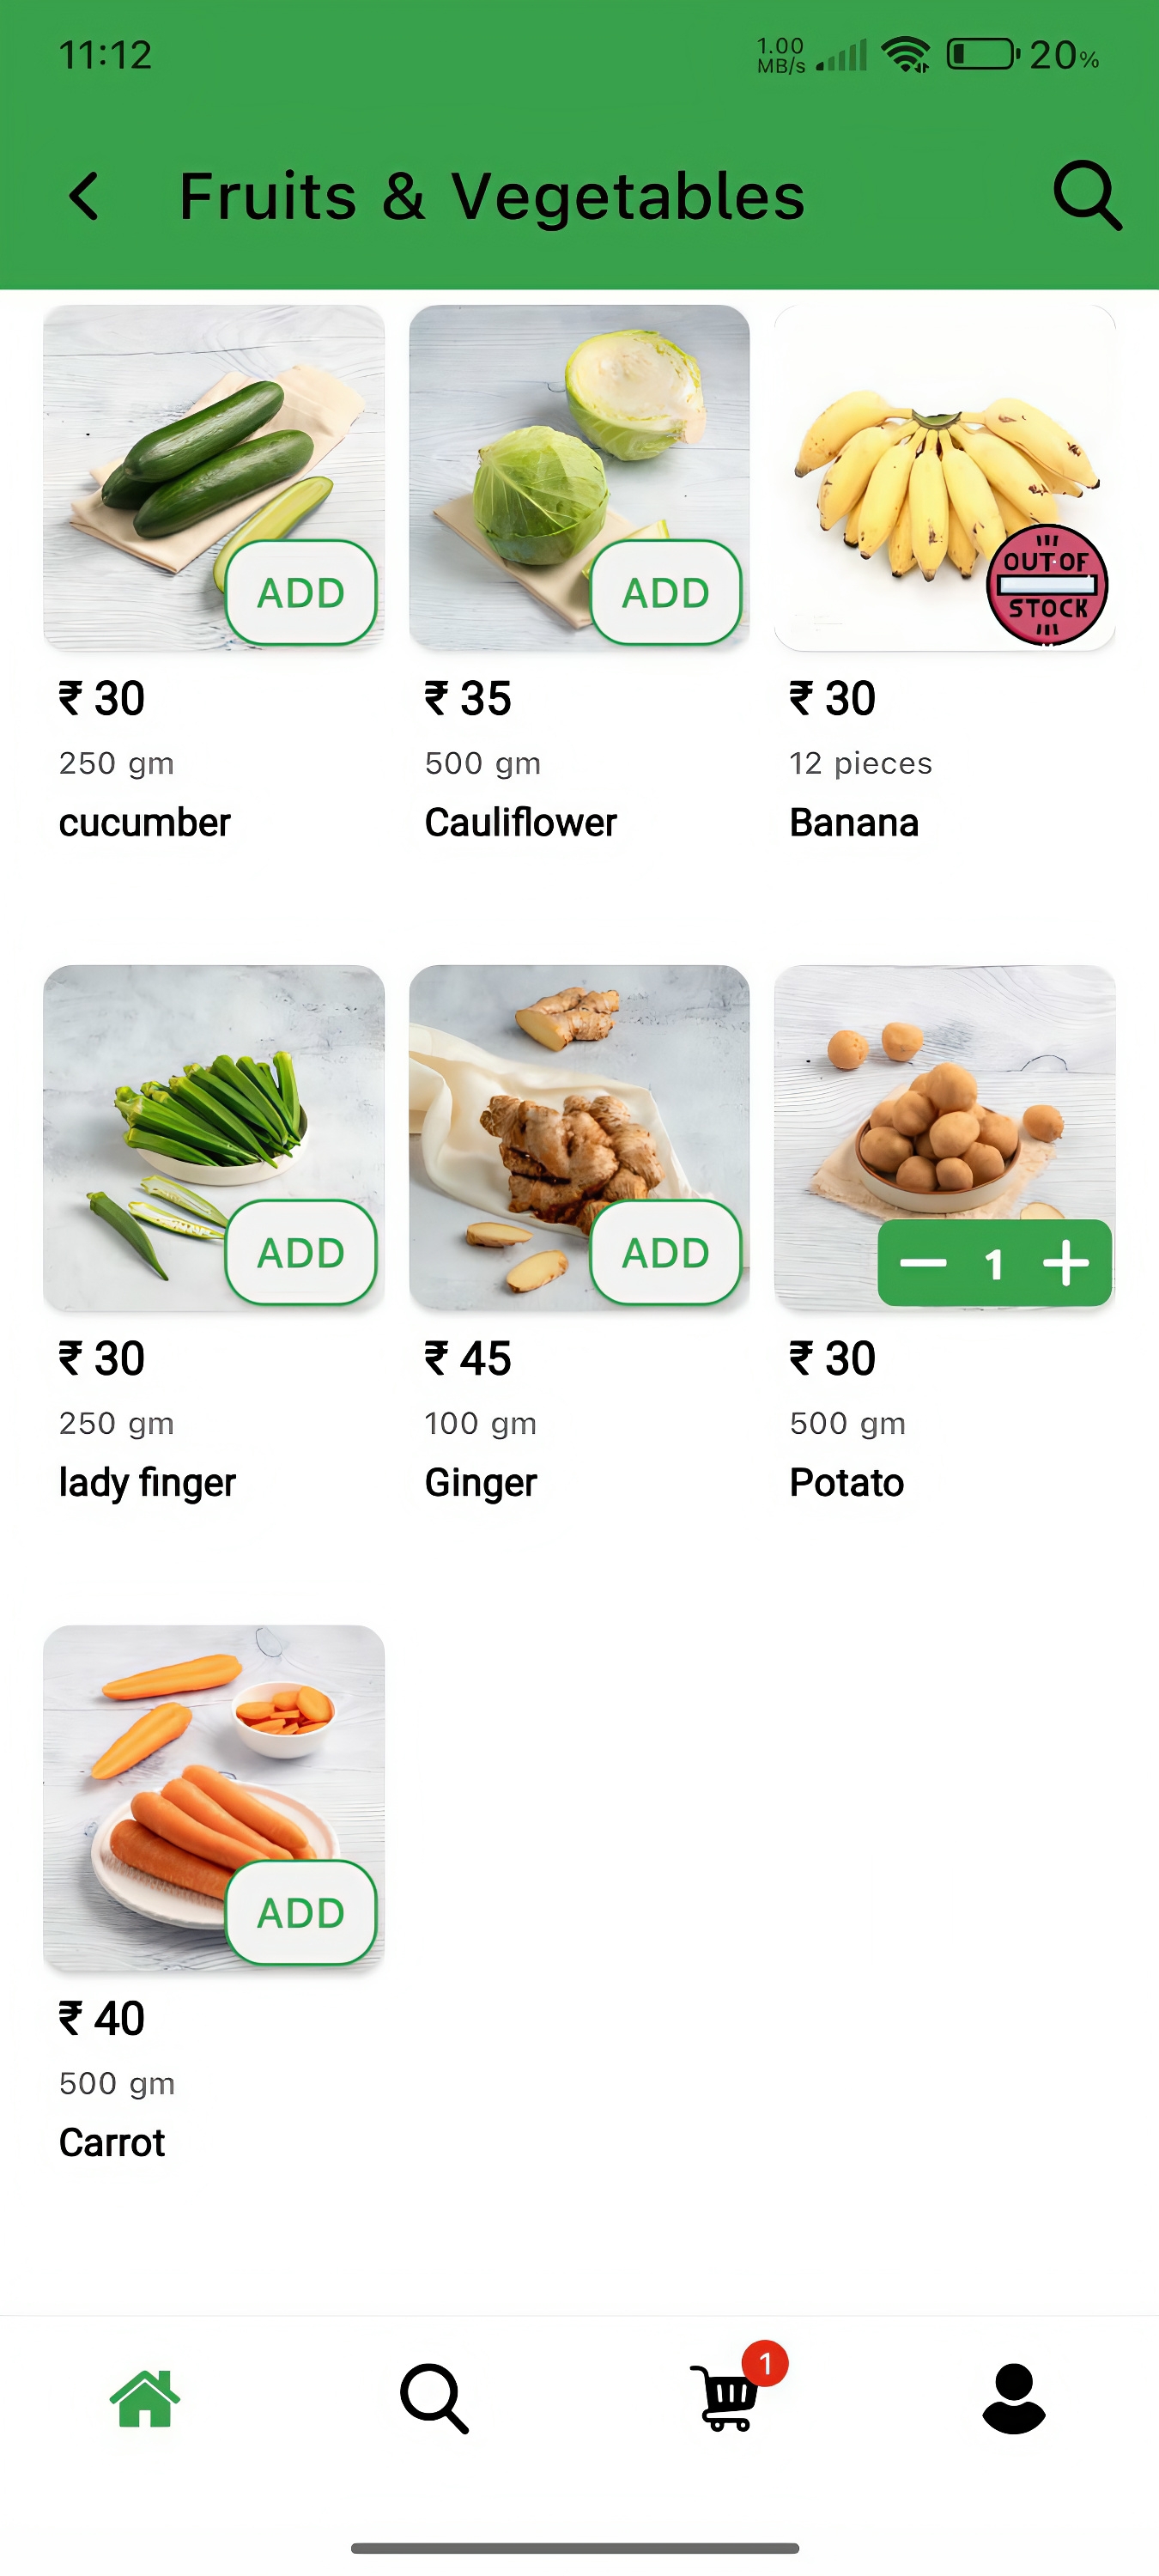 11:12
1.00
MB/s
20%
Fruits & Vegetables
ADD
ADD
OUT OF
STOCK
₹ 30
₹ 35
₹ 30
250 gm
500 gm
12 pieces
cucumber
Cauliflower
Banana
ADD
ADD
1
₹ 30
₹ 45
₹ 30
250 gm
100 gm
500 gm
lady finger
Ginger
Potato
ADD
₹ 40
500 gm
Carrot
1